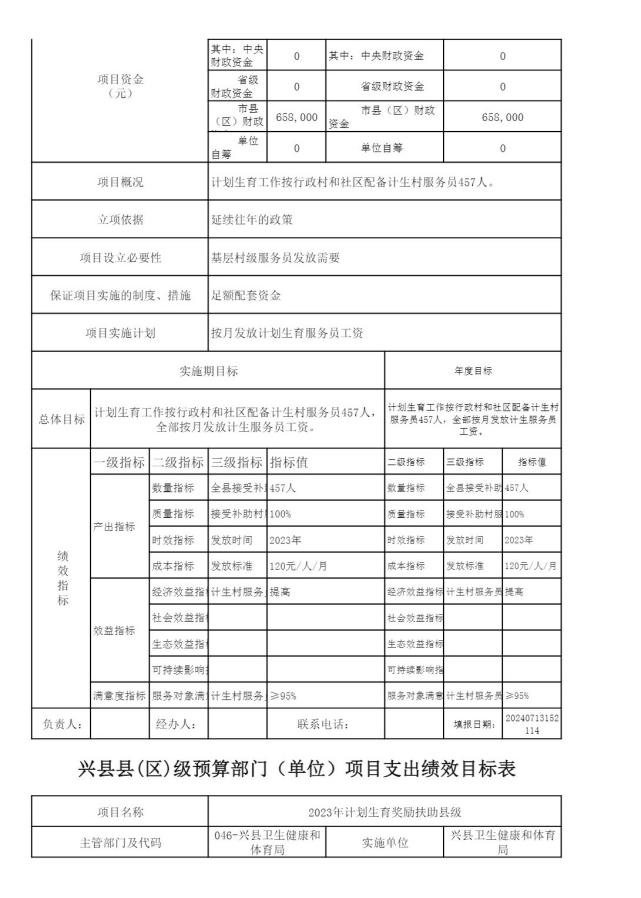 项目资金
（元）
其中：中央
财政资金
0
其中：中央财政资金
0
省级
财政资金
0
省级财政资金
0
市县
（区）财政
658,000
市县（区）财政
资金
658,000
单位
自筹
0
单位自筹
0
项目概况
计划生育工作按行政村和社区配备计生村服务员457人。
立项依据
延续往年的政策
项目设立必要性
基层村级服务员发放需要
保证项目实施的制度、措施
足额配套资金
项目实施计划
按月发放计划生育服务员工资
实施期目标
年度目标
总体目标
计划生育工作按行政村和社区配备计生村服务员457人，
全部按月发放计生服务员工资。
计划生育工作按行政村和社区配备计生村
服务员457人，全部按月发放计生服务员
工资。
绩
效
指
标
一级指标
二级指标
三级指标
指标值
二级指标
三级指标
指标值
产出指标
数量指标
全县接受补
457人
数量指标
全县接受补助
457人
质量指标
接受补助村
100%
质量指标
接受补助村服
100%
时效指标
发放时间
2023年
时效指标
发放时间
2023年
成本指标
发放标准
120元/人/月
成本指标
发放标准
120元/人/月
效益指标
经济效益指
计生村服务
提高
经济效益指标
计生村服务员
提高
社会效益指
社会效益指标
生态效益指
生态效益指标
可持续影响
可持续影响指
满意度指标
服务对象满
计生村服务
≥95%
服务对象满意
计生村服务员
≥95%
负责人：
经办人：
联系电话：
填报日期：
20240713152
114
兴县县(区)级预算部门（单位）项目支出绩效目标表
项目名称
2023年计划生育奖励扶助县级
主管部门及代码
046-兴县卫生健康和
体育局
实施单位
兴县卫生健康和体育
局